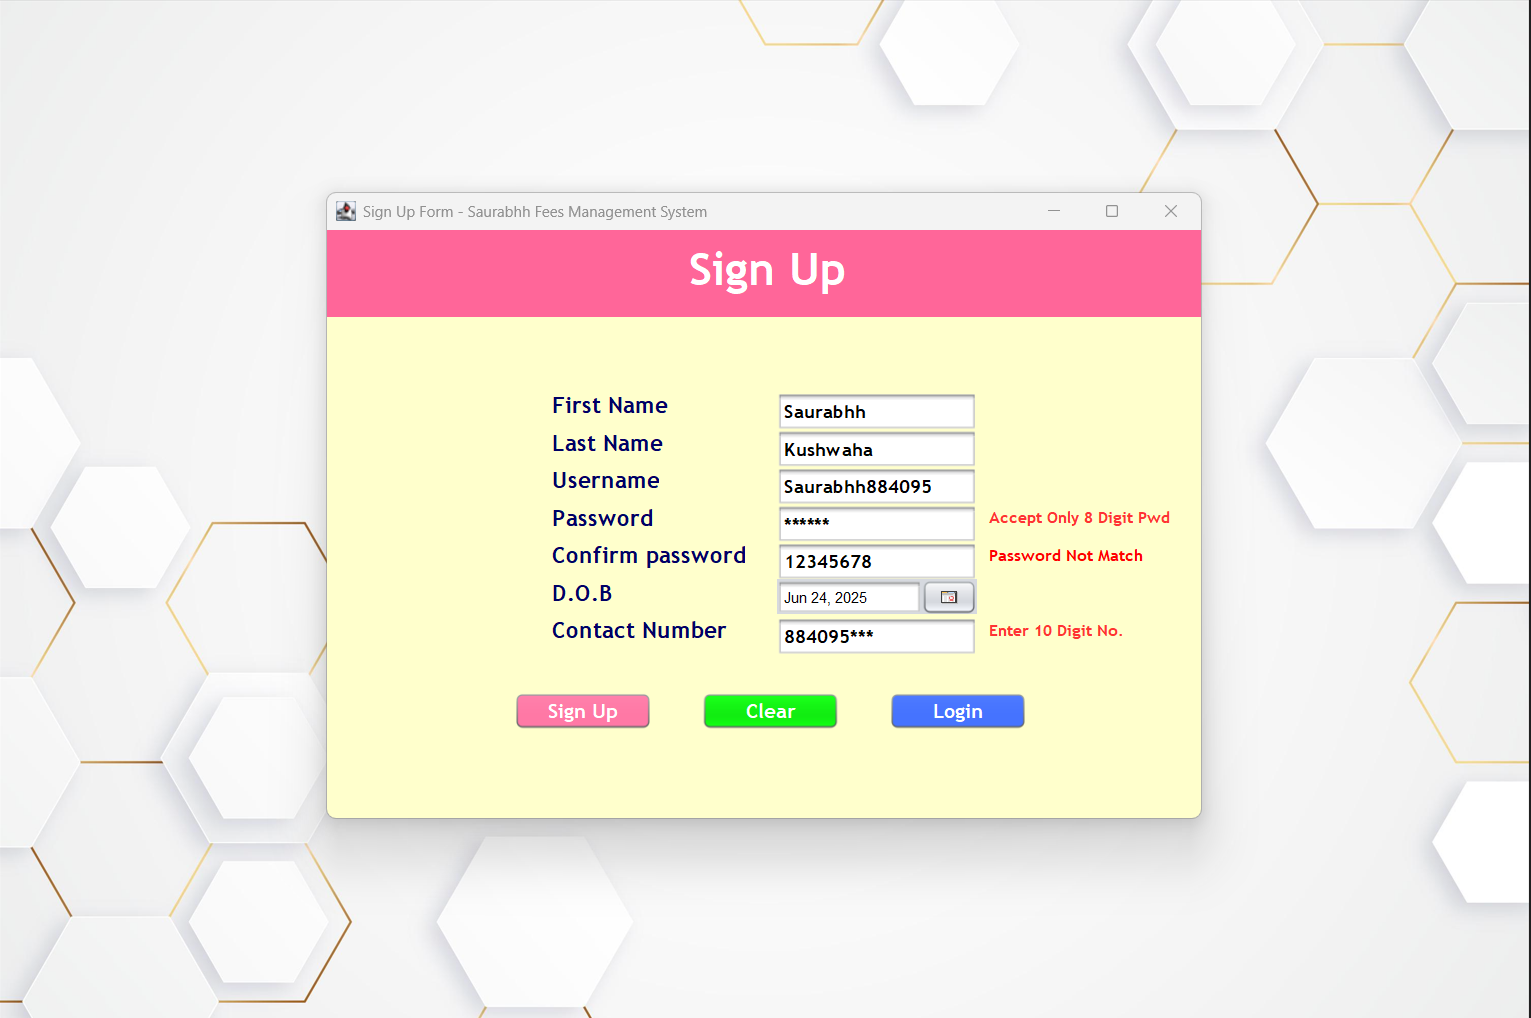 Sign Up Form - Saurabhh Fees Management System
Sign Up
First Name Saurabhh
Last Name Kushwaha
Username Saurabhh884095
Password ****** Accept Only 8 Digit Pwd
Confirm password 12345678 Password Not Match
D.O.B Jun 24, 2025
Contact Number 884095*** Enter 10 Digit No.
Sign Up Clear Login